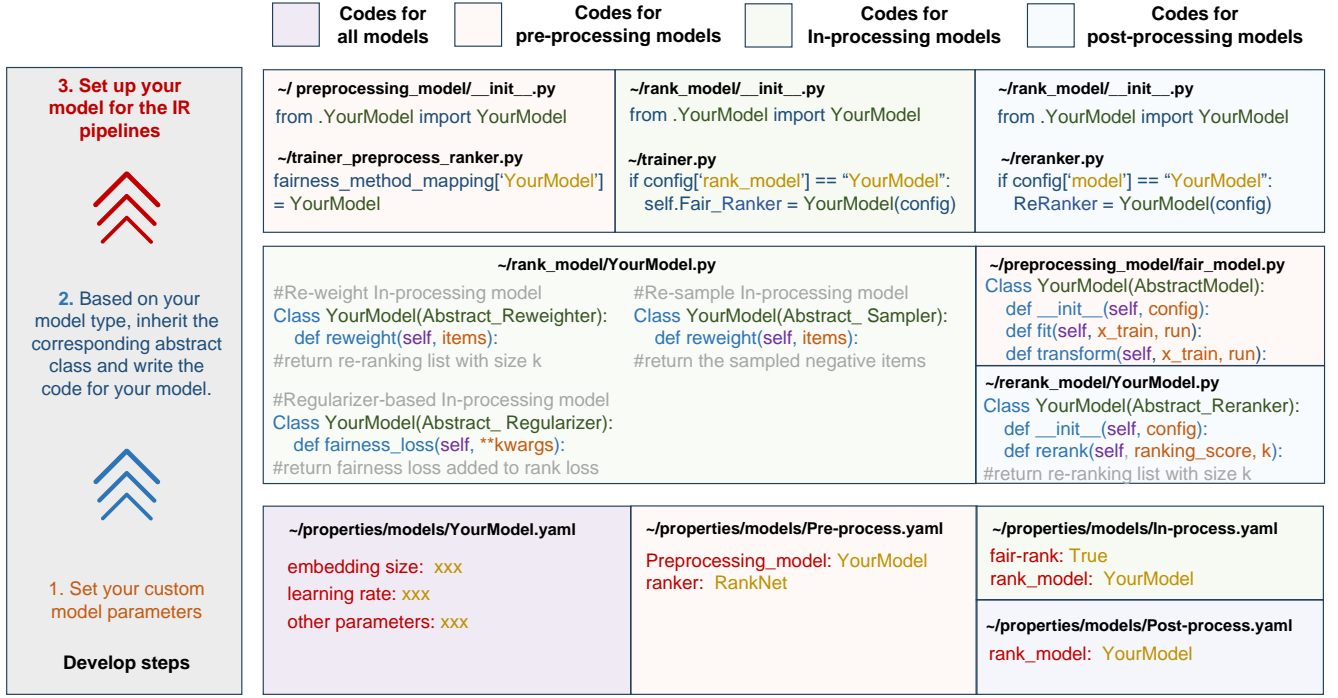 Codes for
all models
Codes for
pre-processing models
Codes for
In-processing models
Codes for
post-processing models
3. Set up your
model for the IR
pipelines
2. Based on your
model type, inherit the
corresponding abstract
class and write the
code for your model.
1. Set your custom
model parameters
Develop steps
~/ preprocessing_model/__init__.py
from .YourModel import YourModel
~/trainer_preprocess_ranker.py
fairness_method_mapping[‘YourModel’]
= YourModel
~/rank_model/__init__.py
from .YourModel import YourModel
~/trainer.py
if config[‘rank_model’] == “YourModel”:
self.Fair_Ranker = YourModel(config)
~/rank_model/__init__.py
from .YourModel import YourModel
~/reranker.py
if config[‘model’] == “YourModel”:
ReRanker = YourModel(config)
~/rank_model/YourModel.py
#Re-weight In-processing model
Class YourModel(Abstract_Reweighter):
def reweight(self, items):
#return re-ranking list with size k
#Re-sample In-processing model
Class YourModel(Abstract_ Sampler):
def reweight(self, items):
#return the sampled negative items
#Regularizer-based In-processing model
Class YourModel(Abstract_ Regularizer):
def fairness_loss(self, **kwargs):
#return fairness loss added to rank loss
~/preprocessing_model/fair_model.py
Class YourModel(AbstractModel):
def __init__(self, config):
def fit(self, x_train, run):
def transform(self, x_train, run):
~/rerank_model/YourModel.py
Class YourModel(Abstract_Reranker):
def __init__(self, config):
def rerank(self, ranking_score, k):
#return re-ranking list with size k
~/properties/models/YourModel.yaml
embedding size: xxx
learning rate: xxx
other parameters: xxx
~/properties/models/Pre-process.yaml
Preprocessing_model: YourModel
ranker: RankNet
~/properties/models/In-process.yaml
fair-rank: True
rank_model: YourModel
~/properties/models/Post-process.yaml
rank_model: YourModel